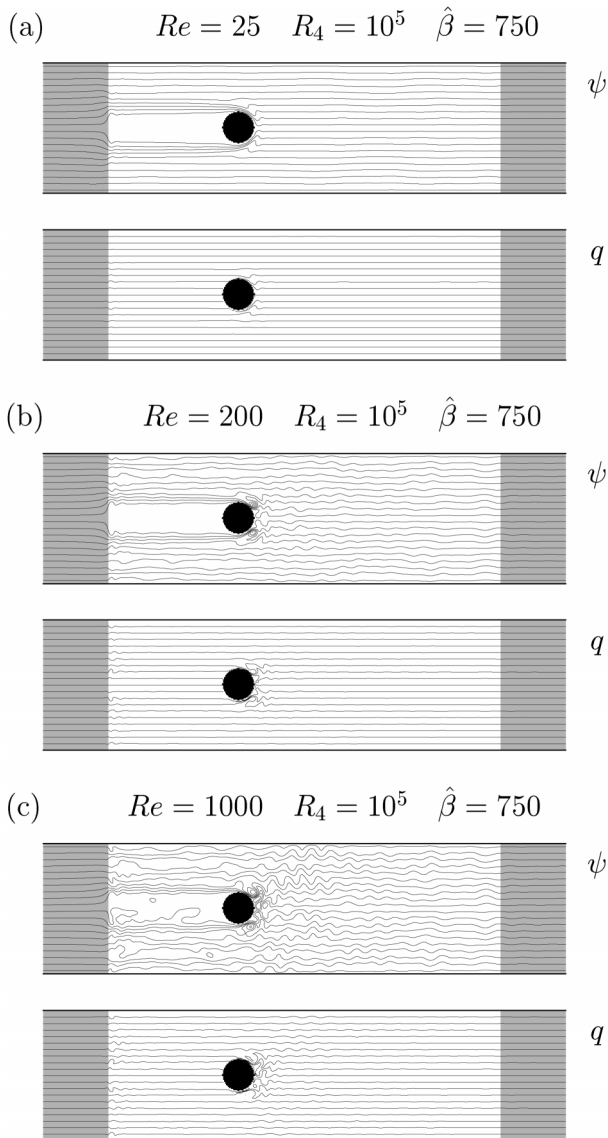 (a) Re = 25 R₄ = 10⁵ β̂ = 750
ψ
q
(b) Re = 200 R₄ = 10⁵ β̂ = 750
ψ
q
(c) Re = 1000 R₄ = 10⁵ β̂ = 750
ψ
q